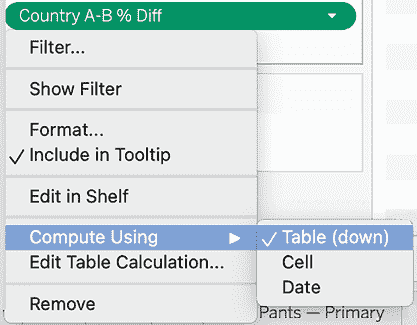 Country A-B % Diff
Filter...
Show Filter
Format...
✓ Include in Tooltip
Edit in Shelf
Compute Using ▶
✓ Table (down)
Edit Table Calculation...
Cell
Date
Remove
Pants — Primary